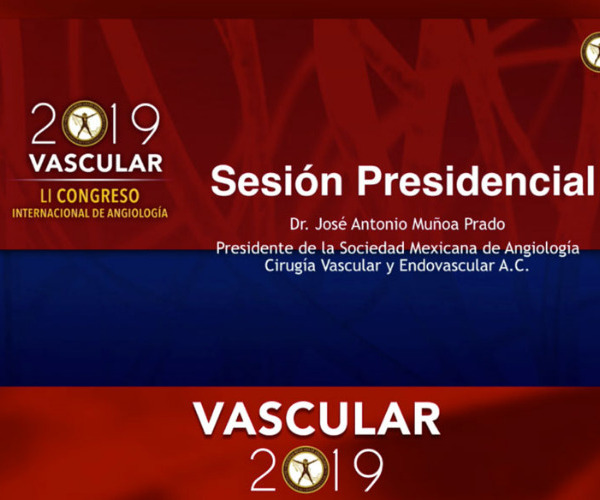 2019
VASCULAR
LI CONGRESO
INTERNACIONAL DE ANGIOLOGÍA
Sesión Presidencial
Dr. José Antonio Muñoa Prado
Presidente de la Sociedad Mexicana de Angiología
Cirugía Vascular y Endovascular A.C.
VASCULAR
2019